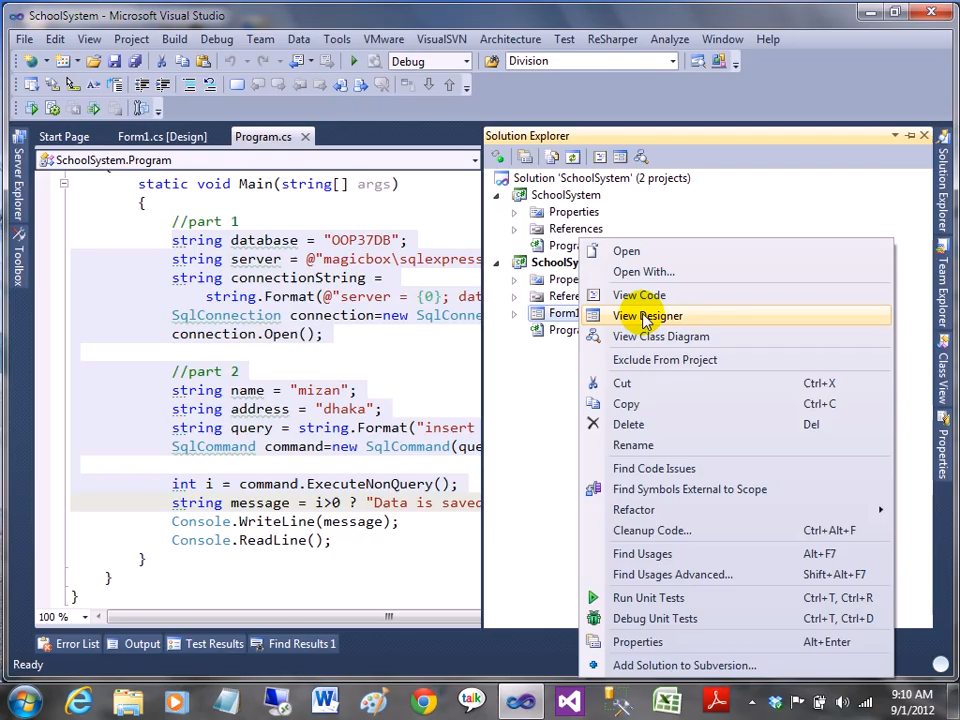 SchoolSystem - Microsoft Visual Studio
File Edit View Project Build Debug Team Data Tools VMware VisualSVN Architecture Test ReSharper Analyze Window Help
Debug Division
Start Page Form1.cs [Design] Program.cs
SchoolSystem.Program
static void Main(string[] args)
{
//part 1
string database = "OOP37DB";
string server = @"magicbox\sqlexpress
string connectionString =
string.Format(@"server = {0}; dat
SqlConnection connection=new SqlConn
connection.Open();
//part 2
string name = "mizan";
string address = "dhaka";
string query = string.Format("insert
SqlCommand command=new SqlCommand(que
int i = command.ExecuteNonQuery();
string message = i>0 ? "Data is saved
Console.WriteLine(message);
Console.ReadLine();
}
}
}
100 %
Server Explorer
Toolbox
Solution Explorer
Solution 'SchoolSystem' (2 projects)
SchoolSystem
Properties
References
Progra
SchoolSy
Prope
Refere
Form1
Progra
Open
Open With...
View Code
View Designer
View Class Diagram
Exclude From Project
Cut Ctrl+X
Copy Ctrl+C
Delete Del
Rename
Find Code Issues
Find Symbols External to Scope
Refactor
Cleanup Code... Ctrl+Alt+F
Find Usages Alt+F7
Find Usages Advanced... Shift+Alt+F7
Run Unit Tests Ctrl+T, Ctrl+R
Debug Unit Tests Ctrl+T, Ctrl+D
Properties Alt+Enter
Add Solution to Subversion...
Solution Explorer
Team Explorer
Class View
Properties
Error List Output Test Results Find Results 1
Ready
talk
9:10 AM
9/1/2012